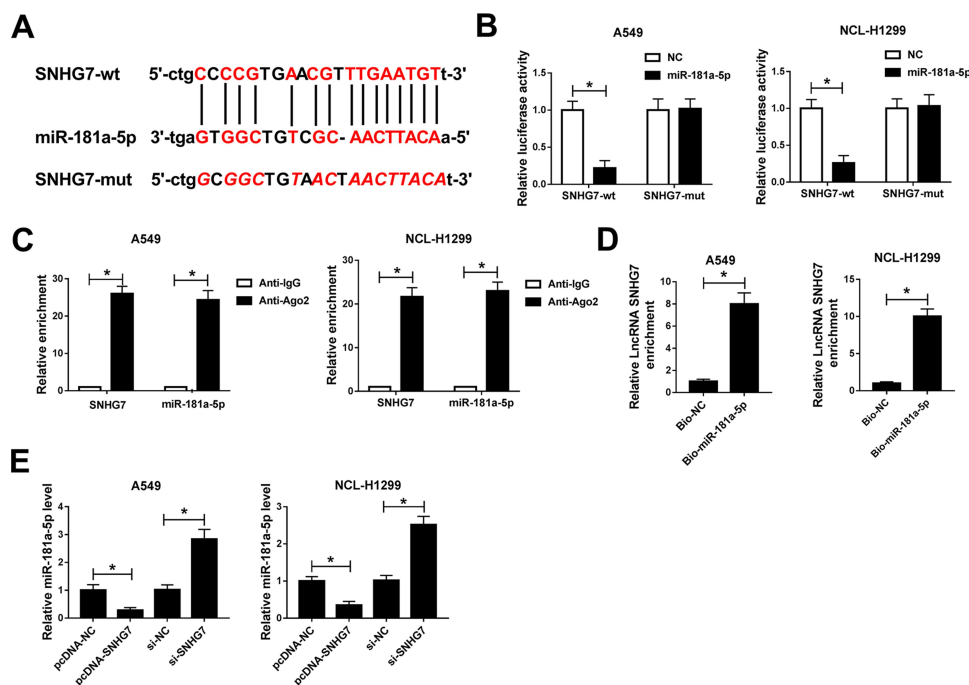 A
SNHG7-wt 5'-ctgCCCCGTGAACGTTTGAATGTt-3'
miR-181a-5p 3'-tgaGTGGCTGTCGC-AACTTACAa-5'
SNHG7-mut 5'-ctgGCGGCTGTAACTAACTTACAt-3'
B
A549
Relative luciferase activity
1.5
1.0
0.5
0.0
*
NC
miR-181a-5p
SNHG7-wt SNHG7-mut
NCL-H1299
Relative luciferase activity
1.5
1.0
0.5
0.0
*
NC
miR-181a-5p
SNHG7-wt SNHG7-mut
C
A549
Relative enrichment
30
20
10
0
* *
Anti-IgG
Anti-Ago2
SNHG7 miR-181a-5p
NCL-H1299
Relative enrichment
30
20
10
0
* *
Anti-IgG
Anti-Ago2
SNHG7 miR-181a-5p
D
A549
Relative LncRNA SNHG7
enrichment
10
8
6
4
2
0
*
Bio-NC
Bio-miR-181a-5p
NCL-H1299
Relative LncRNA SNHG7
enrichment
15
10
5
0
*
Bio-NC
Bio-miR-181a-5p
E
A549
Relative miR-181a-5p level
4
3
2
1
0
* *
pcDNA-NC
pcDNA-SNHG7
si-NC
si-SNHG7
NCL-H1299
Relative miR-181a-5p level
3
2
1
0
* *
pcDNA-NC
pcDNA-SNHG7
si-NC
si-SNHG7